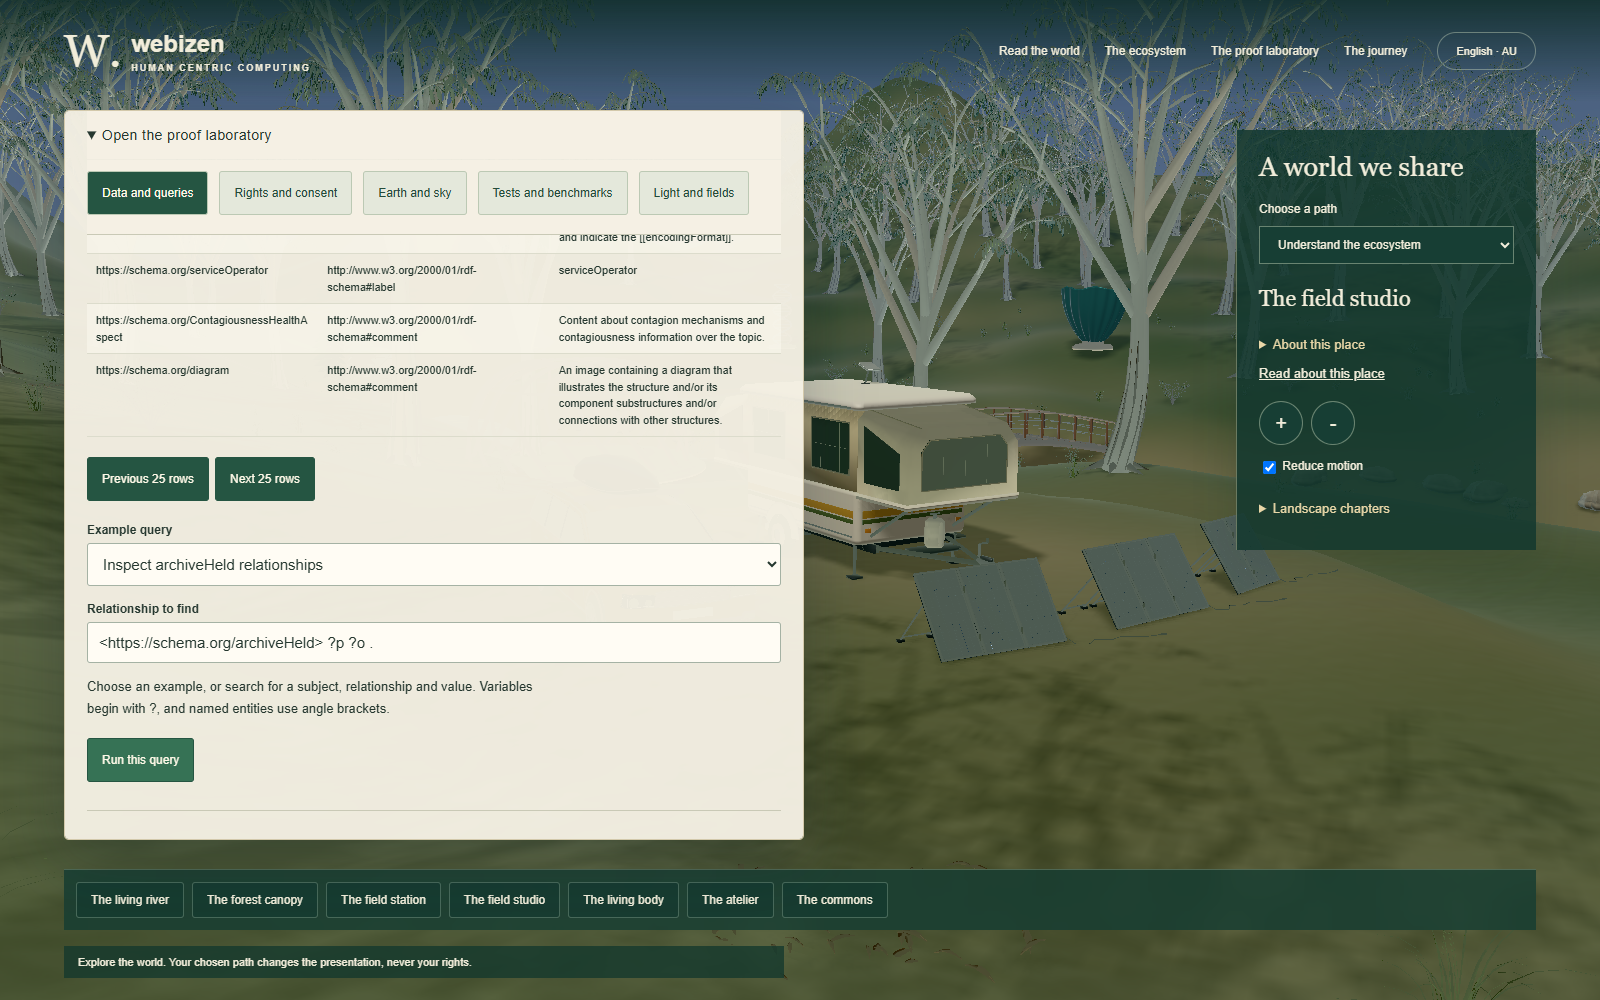 W.
webizen
HUMAN CENTRIC COMPUTING
Read the world
The ecosystem
The proof laboratory
The journey
English · AU
▼ Open the proof laboratory
Data and queries
Rights and consent
Earth and sky
Tests and benchmarks
Light and fields
and indicate the [[encodingFormat]].
https://schema.org/serviceOperator
http://www.w3.org/2000/01/rdf-
schema#label
serviceOperator
https://schema.org/ContagiousnessHealthA
spect
http://www.w3.org/2000/01/rdf-
schema#comment
Content about contagion mechanisms and
contagiousness information over the topic.
https://schema.org/diagram
http://www.w3.org/2000/01/rdf-
schema#comment
An image containing a diagram that
illustrates the structure and/or its
component substructures and/or
connections with other structures.
Previous 25 rows
Next 25 rows
Example query
Inspect archiveHeld relationships
Relationship to find
<https://schema.org/archiveHeld> ?p ?o .
Choose an example, or search for a subject, relationship and value. Variables
begin with ?, and named entities use angle brackets.
Run this query
A world we share
Choose a path
Understand the ecosystem
The field studio
▶ About this place
Read about this place
+
-
Reduce motion
▶ Landscape chapters
The living river
The forest canopy
The field station
The field studio
The living body
The atelier
The commons
Explore the world. Your chosen path changes the presentation, never your rights.